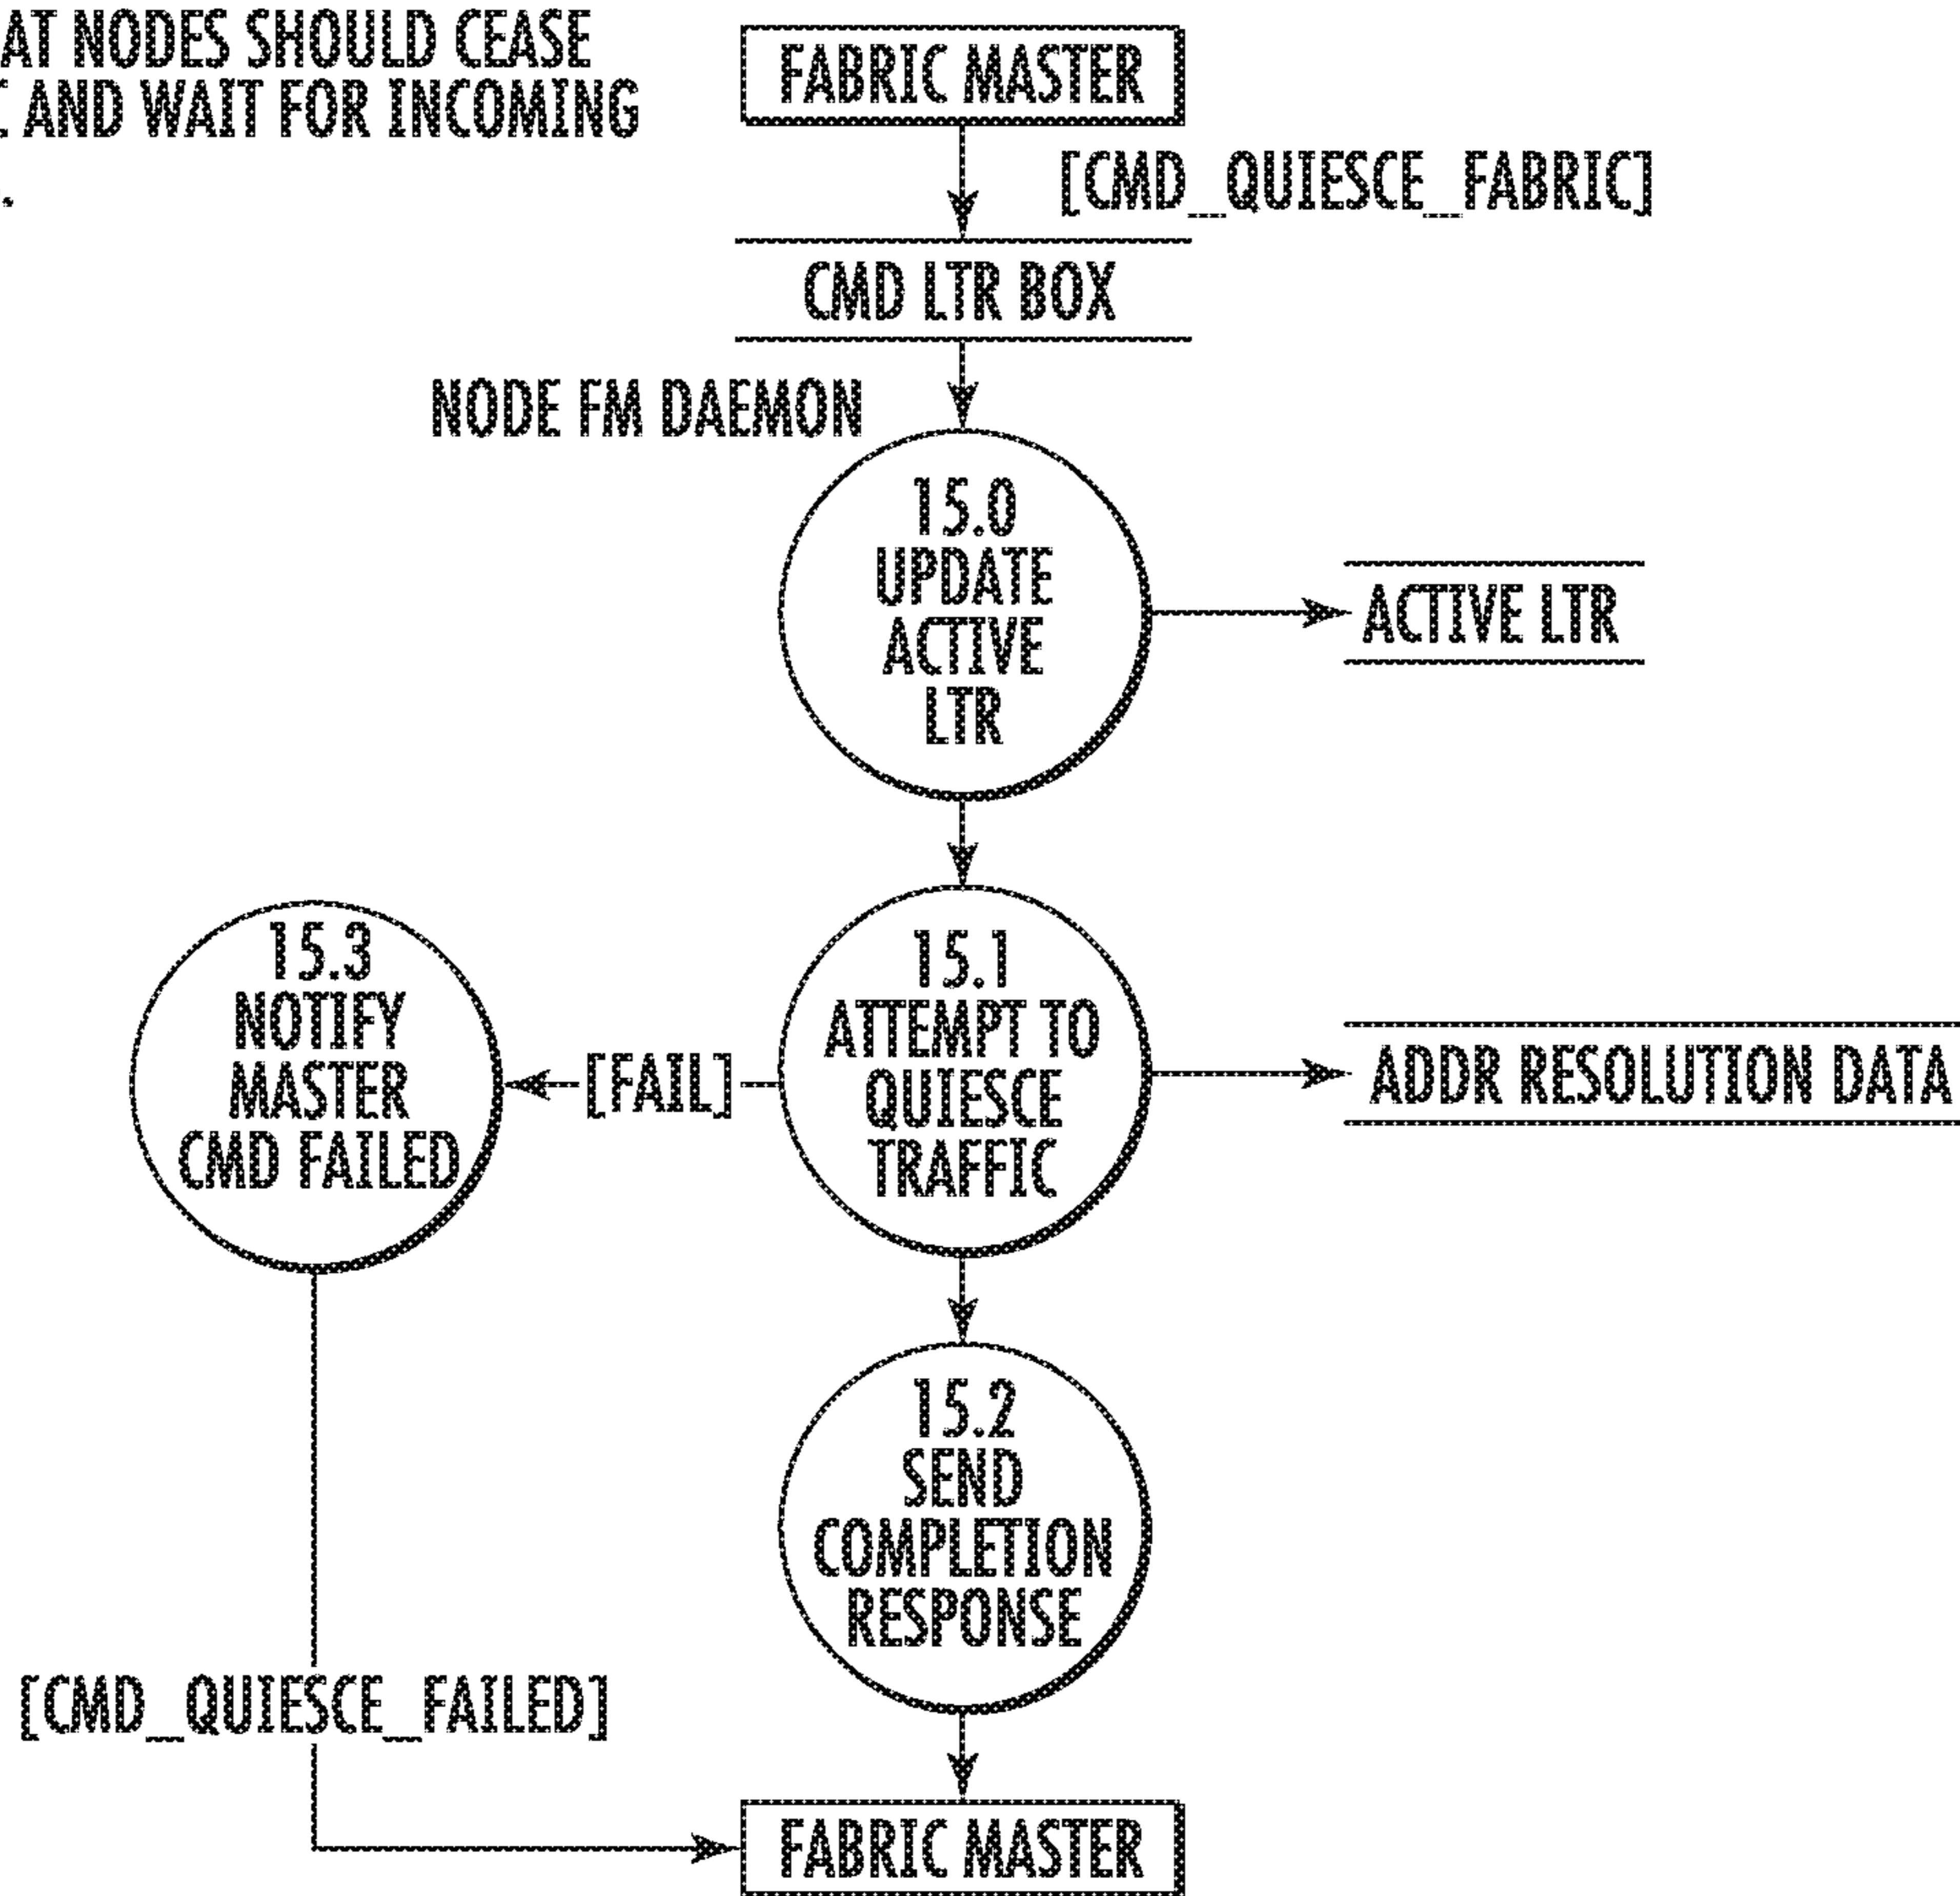 AT NODES SHOULD CEASE
AND WAIT FOR INCOMING
FABRIC MASTER
[CMD_QUIESCE_FABRIC]
CMD LTR BOX
NODE FM DAEMON
15.0
UPDATE
ACTIVE
LTR
ACTIVE LTR
15.3
NOTIFY
MASTER
CMD FAILED
[FAIL]
15.1
ATTEMPT TO
QUIESCE
TRAFFIC
ADDR RESOLUTION DATA
15.2
SEND
COMPLETION
RESPONSE
[CMD_QUIESCE_FAILED]
FABRIC MASTER